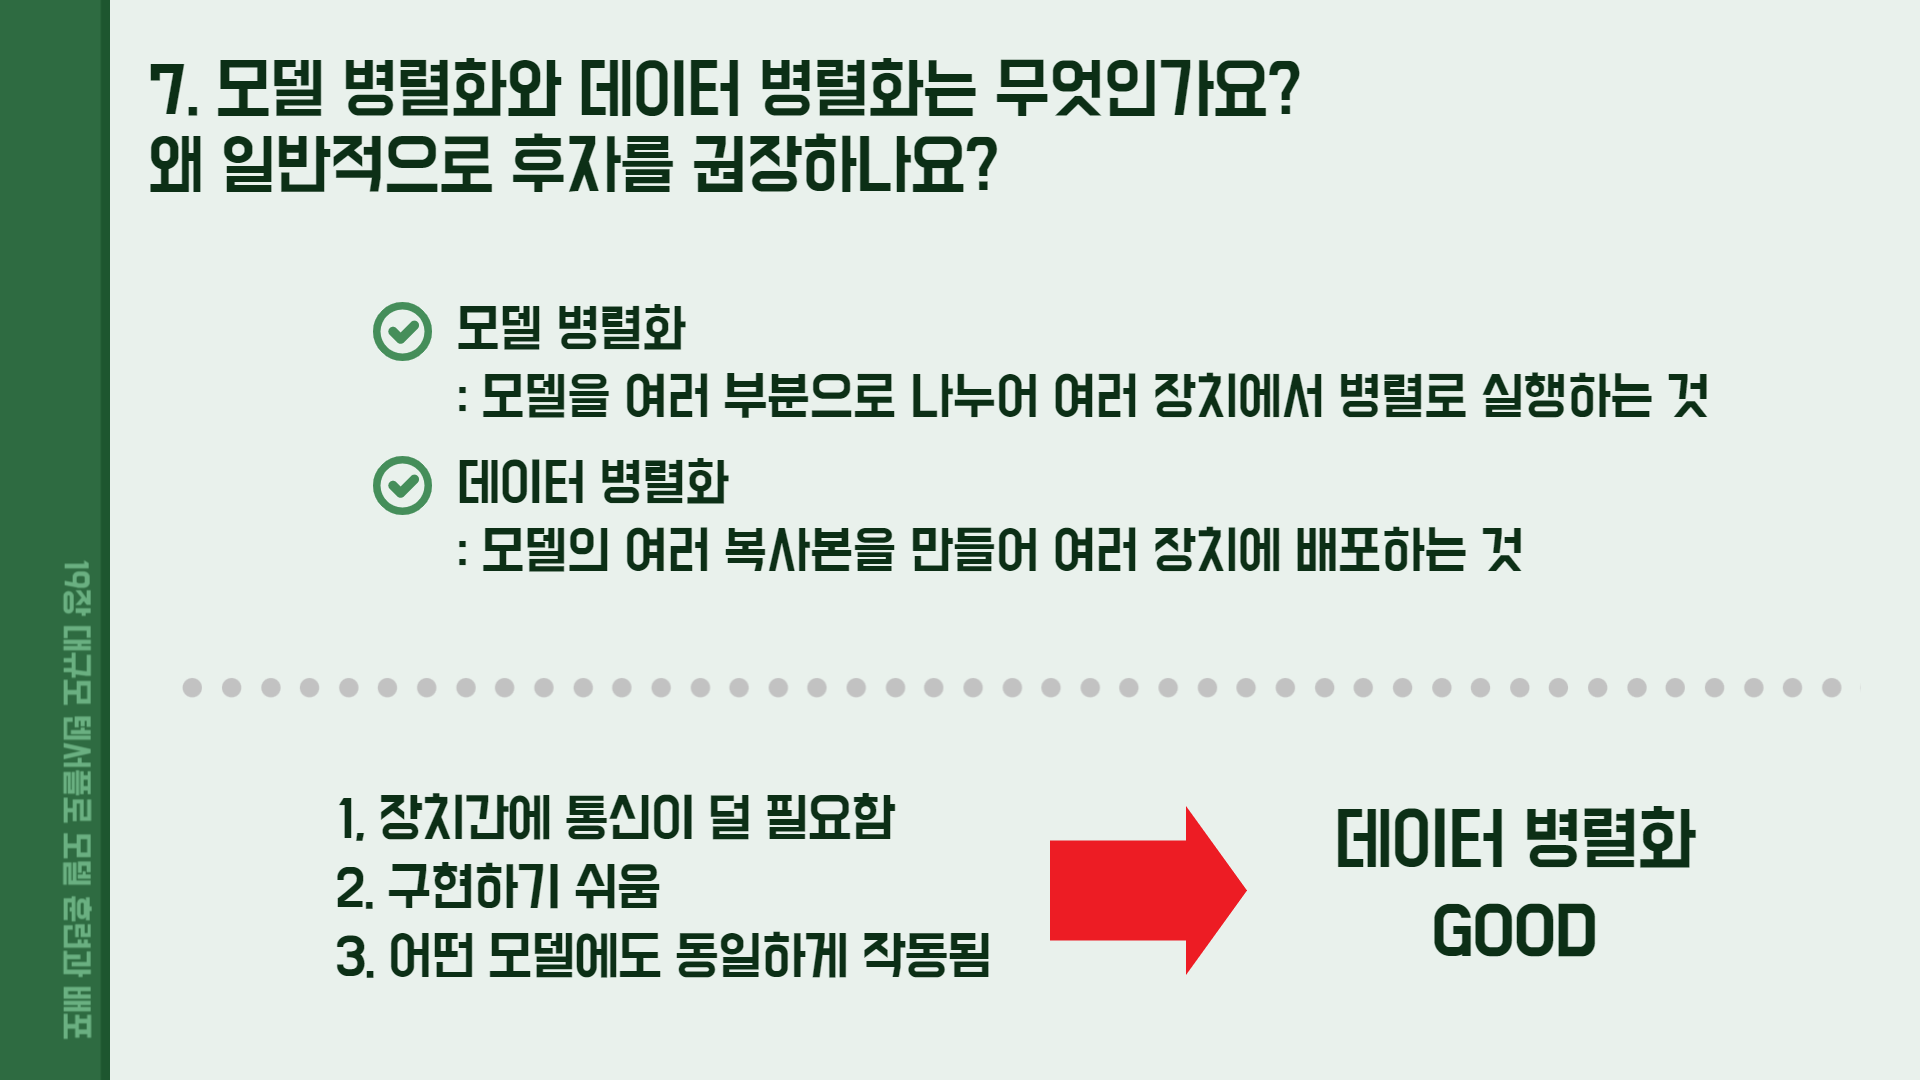 7. 모델 병렬화와 데이터 병렬화는 무엇인가요?
왜 일반적으로 후자를 권장하나요?
모델 병렬화
: 모델을 여러 부분으로 나누어 여러 장치에서 병렬로 실행하는 것
데이터 병렬화
: 모델의 여러 복사본을 만들어 여러 장치에 배포하는 것
1, 장치간에 통신이 덜 필요함
2. 구현하기 쉬움
3. 어떤 모델에도 동일하게 작동됨
데이터 병렬화
GOOD
19장 대규모 텐서플로 모델 훈련과 배포